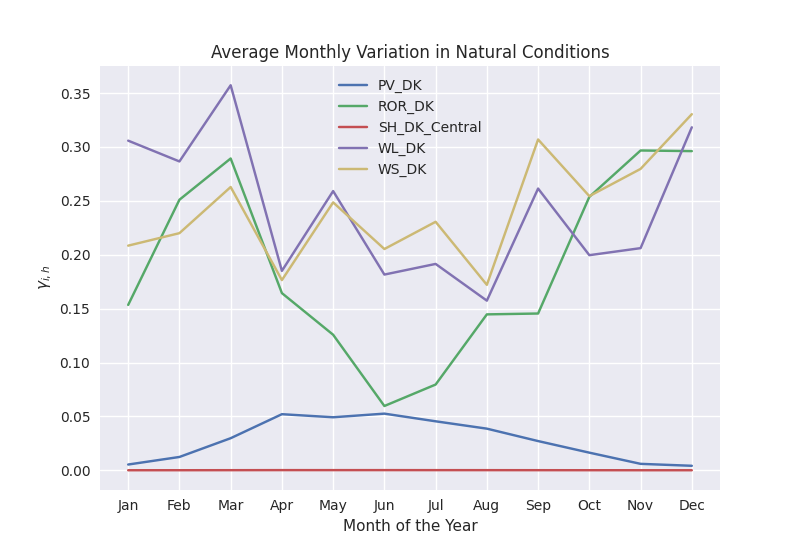 Average Monthly Variation in Natural Conditions
PV_DK
ROR_DK
SH_DK_Central
WL_DK
WS_DK
0.35
0.30
0.25
0.20
0.15
0.10
0.05
0.00
γi,h
Jan Feb Mar Apr May Jun Jul Aug Sep Oct Nov Dec
Month of the Year